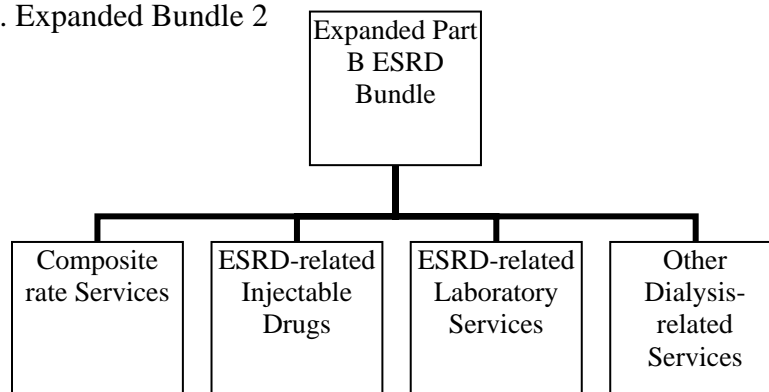 . Expanded Bundle 2
Expanded Part
B ESRD
Bundle
Composite
rate Services
ESRD-related
Injectable
Drugs
ESRD-related
Laboratory
Services
Other
Dialysis-
related
Services